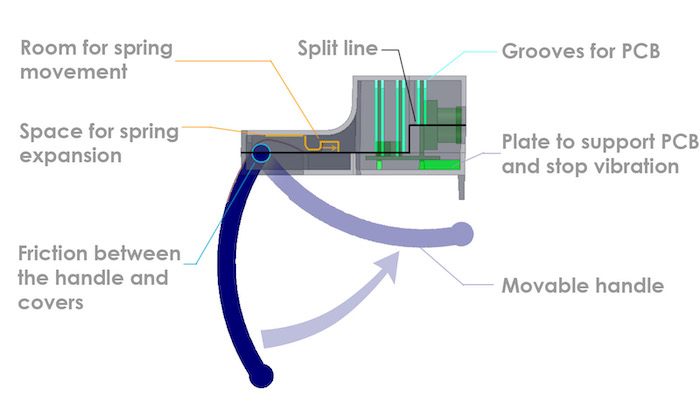 Room for spring
movement
Split line
Grooves for PCB
Space for spring
expansion
Plate to support PCB
and stop vibration
Friction between
the handle and
covers
Movable handle